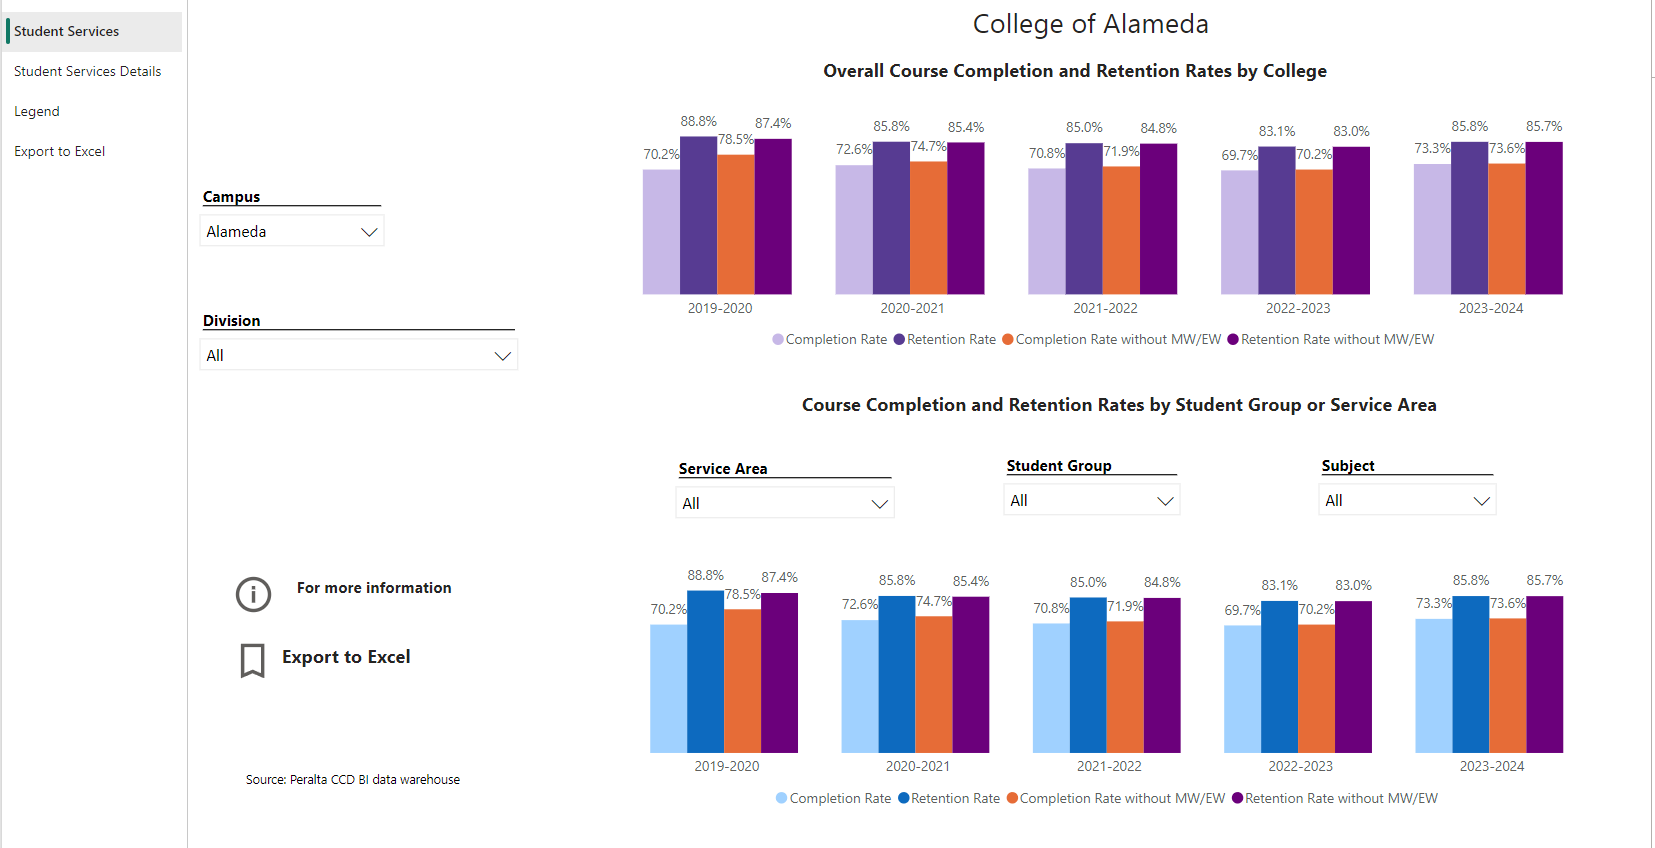 Student Services
Student Services Details
Legend
Export to Excel
College of Alameda
Overall Course Completion and Retention Rates by College
Campus
Alameda
Division
All
70.2% 88.8% 78.5% 87.4%
72.6% 85.8% 74.7% 85.4%
70.8% 85.0% 71.9% 84.8%
69.7% 83.1% 70.2% 83.0%
73.3% 85.8% 73.6% 85.7%
2019-2020 2020-2021 2021-2022 2022-2023 2023-2024
Completion Rate Retention Rate Completion Rate without MW/EW Retention Rate without MW/EW
Course Completion and Retention Rates by Student Group or Service Area
Service Area
All
Student Group
All
Subject
All
70.2% 88.8% 78.5% 87.4%
72.6% 85.8% 74.7% 85.4%
70.8% 85.0% 71.9% 84.8%
69.7% 83.1% 70.2% 83.0%
73.3% 85.8% 73.6% 85.7%
2019-2020 2020-2021 2021-2022 2022-2023 2023-2024
Completion Rate Retention Rate Completion Rate without MW/EW Retention Rate without MW/EW
For more information
Export to Excel
Source: Peralta CCD BI data warehouse